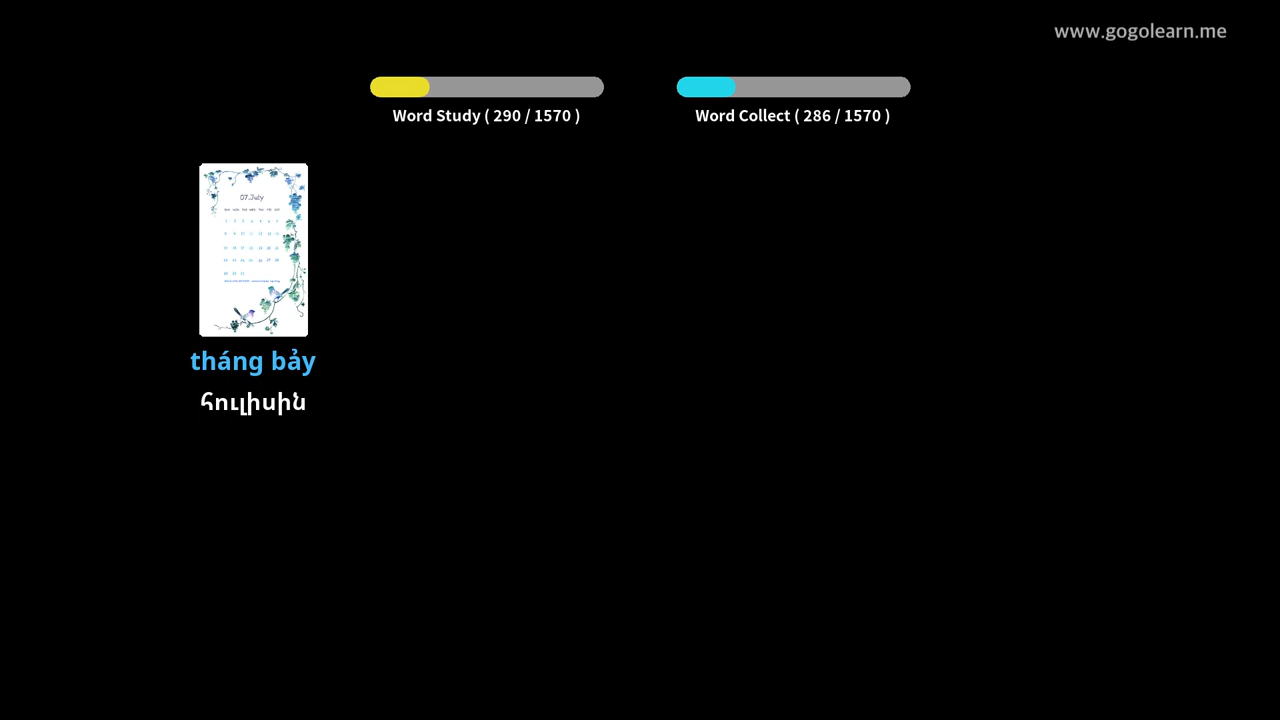 www.gogolearn.me
Word Study ( 290 / 1570 )
Word Collect ( 286 / 1570 )
07.July
tháng bảy
հուլիսին